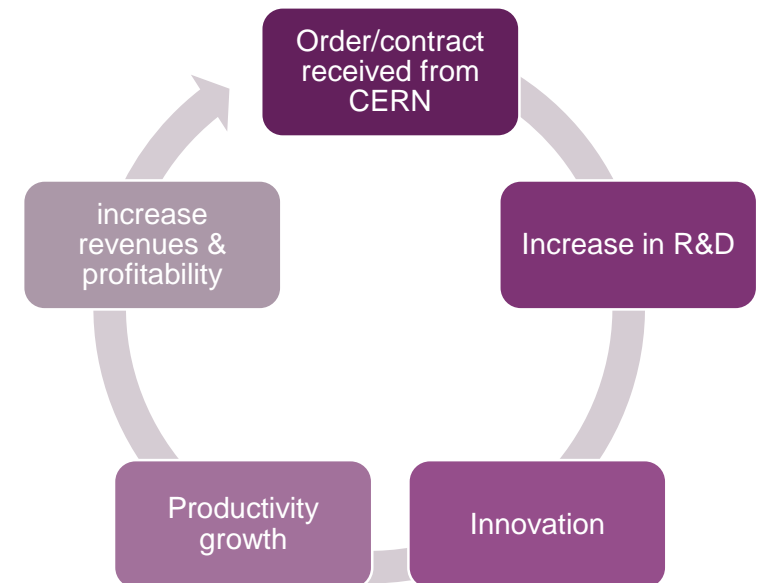 Order/contract
received from
CERN
Increase in R&D
Innovation
Productivity
growth
increase
revenues &
profitability